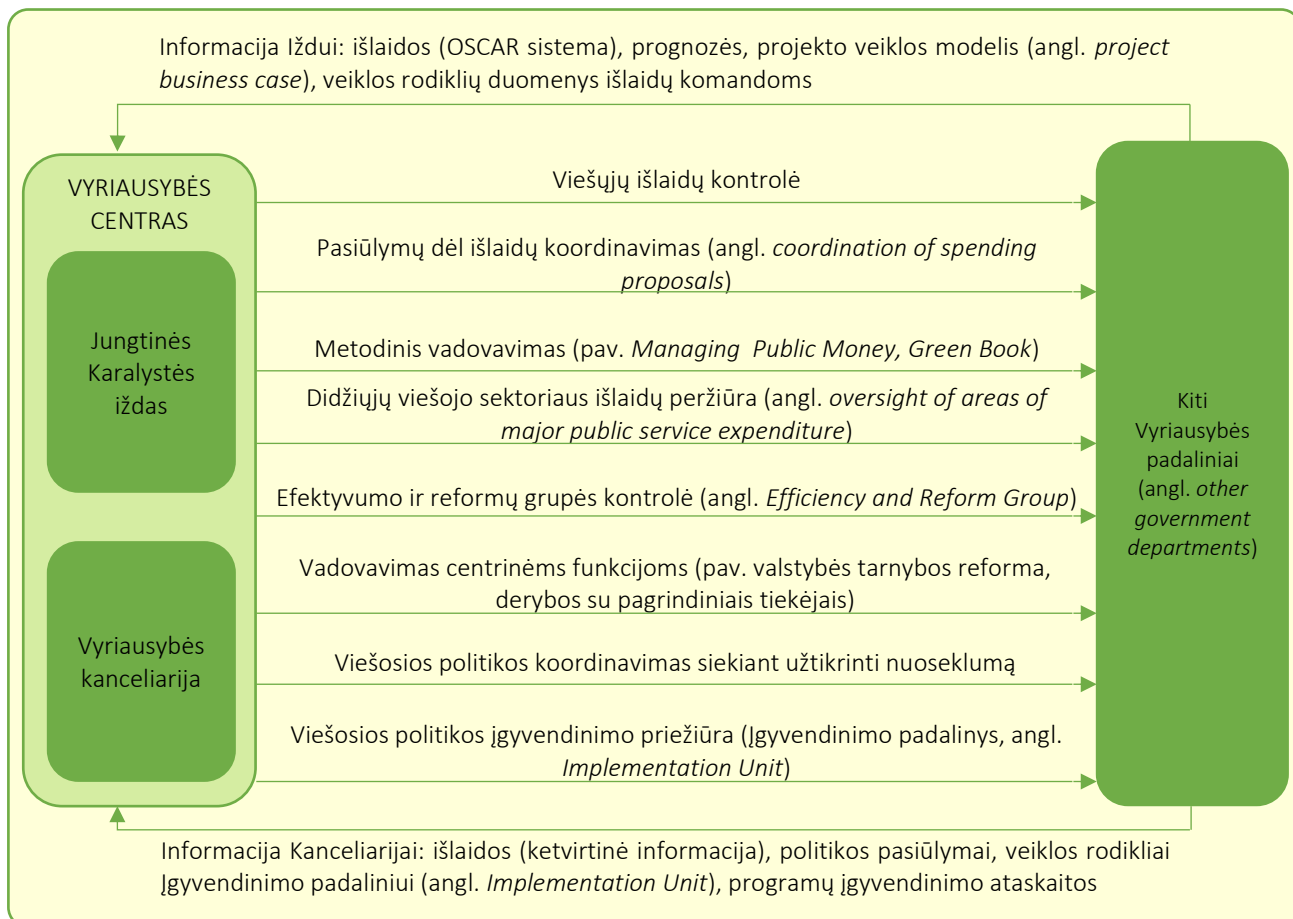 Informacija Iždui: išlaidos (OSCAR sistema), prognozės, projekto veiklos modelis (angl. project
business case), veiklos rodiklių duomenys išlaidų komandoms
VYRIAUSYBĖS
CENTRAS
Jungtinės
Karalystės
iždas
Vyriausybės
kanceliarija
Viešųjų išlaidų kontrolė
Pasiūlymų dėl išlaidų koordinavimas (angl. coordination of spending
proposals)
Metodinis vadovavimas (pav. Managing Public Money, Green Book)
Didžiųjų viešojo sektoriaus išlaidų peržiūra (angl. oversight of areas of
major public service expenditure)
Efektyvumo ir reformų grupės kontrolė (angl. Efficiency and Reform Group)
Vadovavimas centrinėms funkcijoms (pav. valstybės tarnybos reforma,
derybos su pagrindiniais tiekėjais)
Viešosios politikos koordinavimas siekiant užtikrinti nuoseklumą
Viešosios politikos įgyvendinimo priežiūra (Įgyvendinimo padalinys, angl.
Implementation Unit)
Kiti
Vyriausybės
padaliniai
(angl. other
government
departments)
Informacija Kanceliarijai: išlaidos (ketvirtinė informacija), politikos pasiūlymai, veiklos rodikliai
Įgyvendinimo padaliniui (angl. Implementation Unit), programų įgyvendinimo ataskaitos